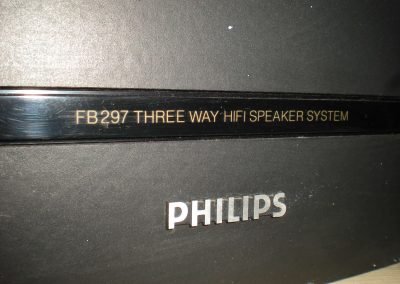 FB297 THREE WAY HIFI SPEAKER SYSTEM
PHILIPS